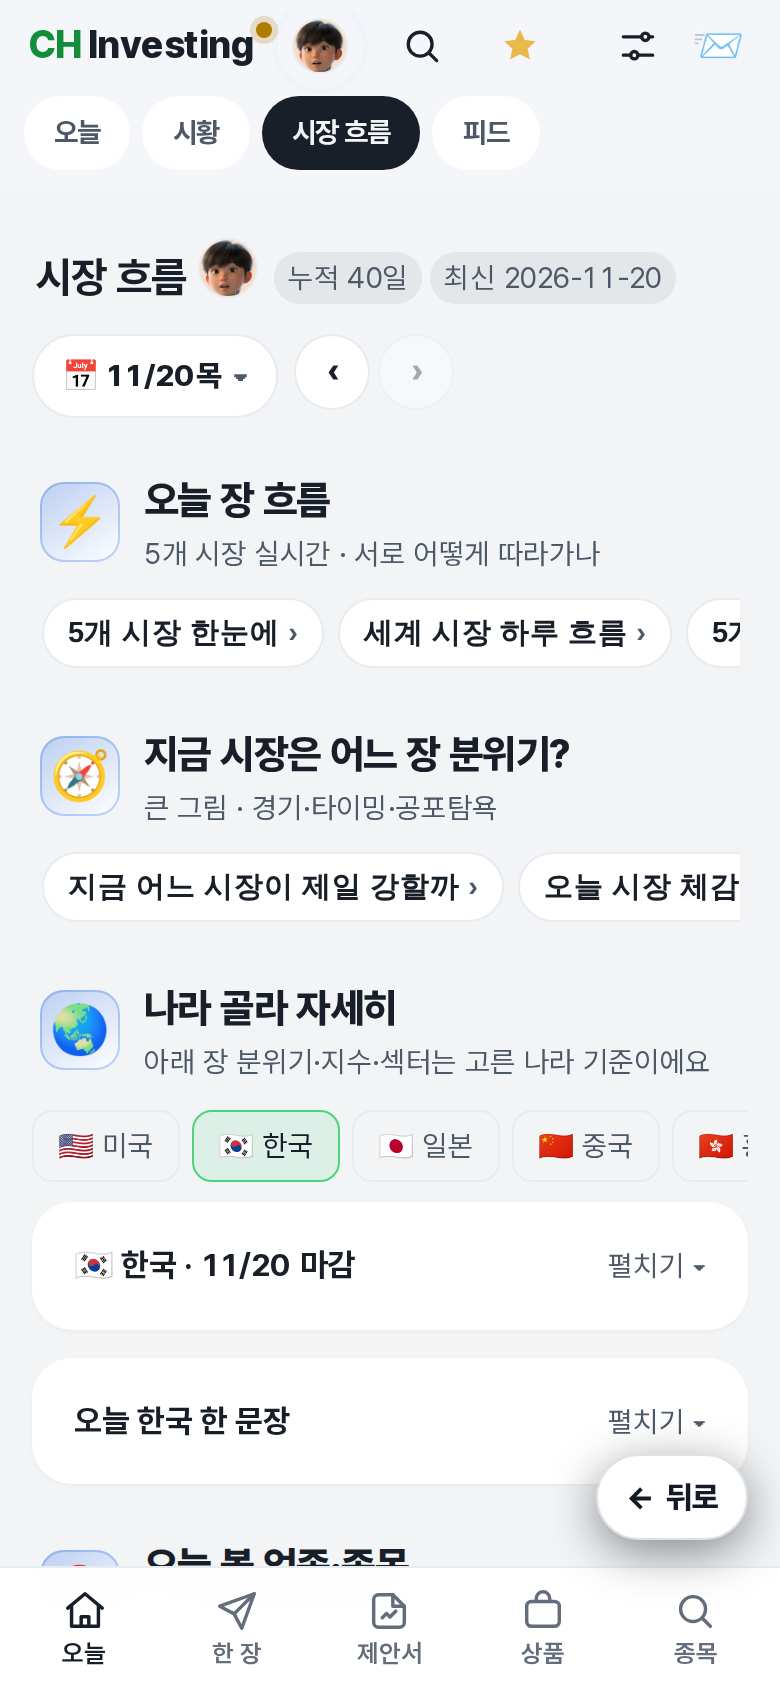 CH Investing
오늘 시황 시장 흐름 피드
시장 흐름 누적 40일 최신 2026-11-20
11/20목
오늘 장 흐름
5개 시장 실시간 · 서로 어떻게 따라가나
5개 시장 한눈에 › 세계 시장 하루 흐름 ›
지금 시장은 어느 장 분위기?
큰 그림 · 경기·타이밍·공포탐욕
지금 어느 시장이 제일 강할까 › 오늘 시장 체감
나라 골라 자세히
아래 장 분위기·지수·섹터는 고른 나라 기준이에요
미국 한국 일본 중국
한국 · 11/20 마감 펼치기
오늘 한국 한 문장 펼치기
← 뒤로
오늘 볼 업종·종목
오늘 한 장 제안서 상품 종목